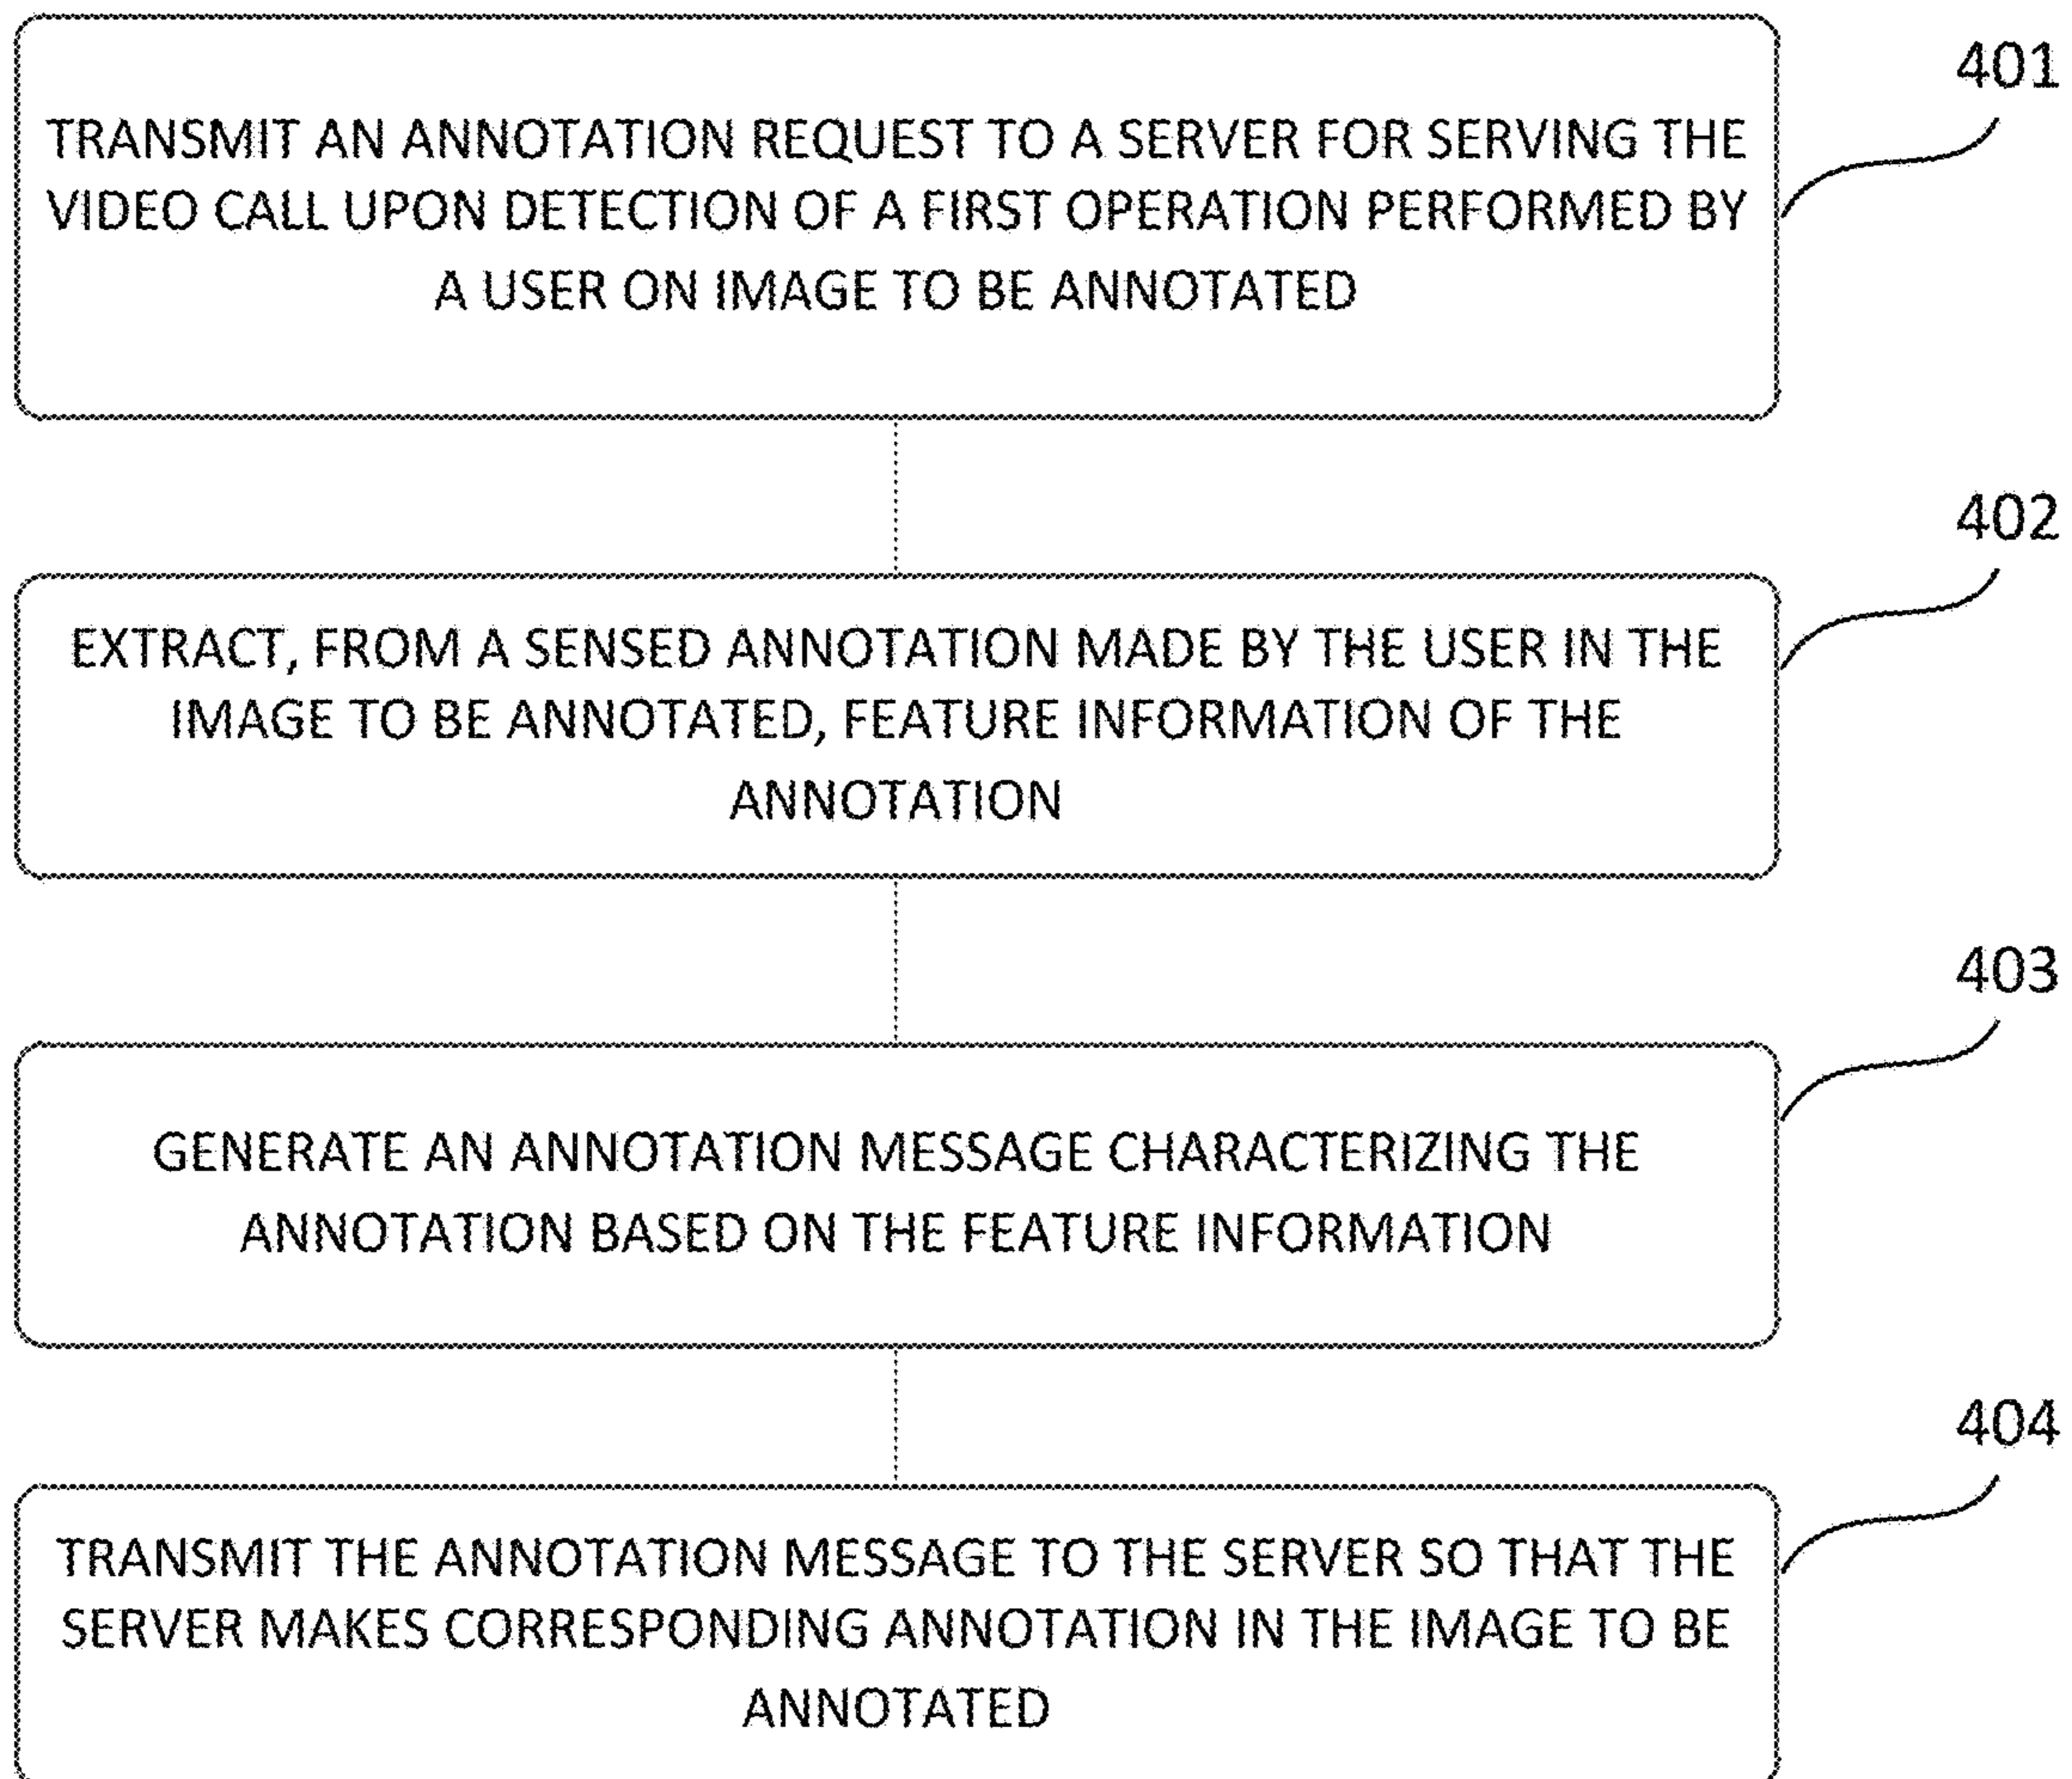 401
TRANSMIT AN ANNOTATION REQUEST TO A SERVER FOR SERVING THE
VIDEO CALL UPON DETECTION OF A FIRST OPERATION PERFORMED BY
A USER ON IMAGE TO BE ANNOTATED
402
EXTRACT, FROM A SENSED ANNOTATION MADE BY THE USER IN THE
IMAGE TO BE ANNOTATED, FEATURE INFORMATION OF THE
ANNOTATION
403
GENERATE AN ANNOTATION MESSAGE CHARACTERIZING THE
ANNOTATION BASED ON THE FEATURE INFORMATION
404
TRANSMIT THE ANNOTATION MESSAGE TO THE SERVER SO THAT THE
SERVER MAKES CORRESPONDING ANNOTATION IN THE IMAGE TO BE
ANNOTATED